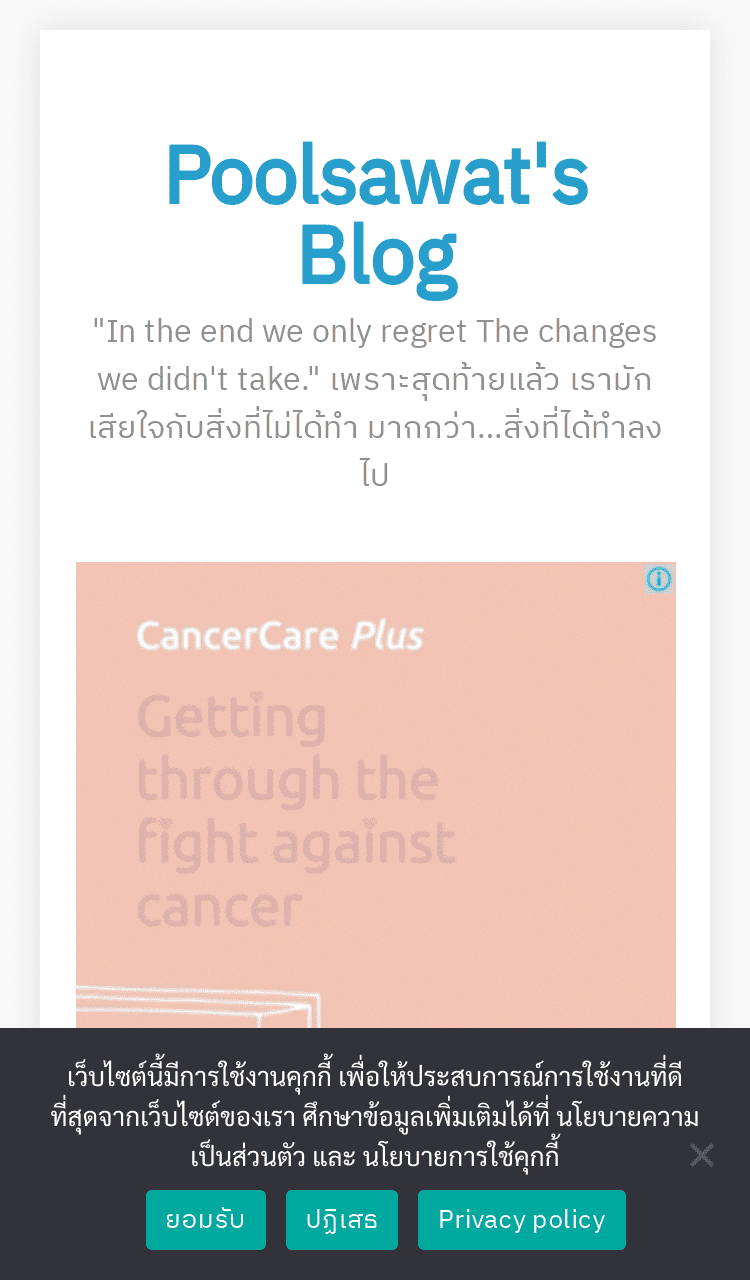 Poolsawat's
Blog
"In the end we only regret The changes
we didn't take." เพราะสุดท้ายแล้ว เรามัก
เสียใจกับสิ่งที่ไม่ได้ทำ มากกว่า...สิ่งที่ได้ทำลง
ไป
CancerCare Plus
Getting
through the
fight against
cancer
เว็บไซต์นี้มีการใช้งานคุกกี้ เพื่อให้ประสบการณ์การใช้งานที่ดี
ที่สุดจากเว็บไซต์ของเรา ศึกษาข้อมูลเพิ่มเติมได้ที่ นโยบายความ
เป็นส่วนตัว และ นโยบายการใช้คุกกี้
ยอมรับ ปฏิเสธ Privacy policy